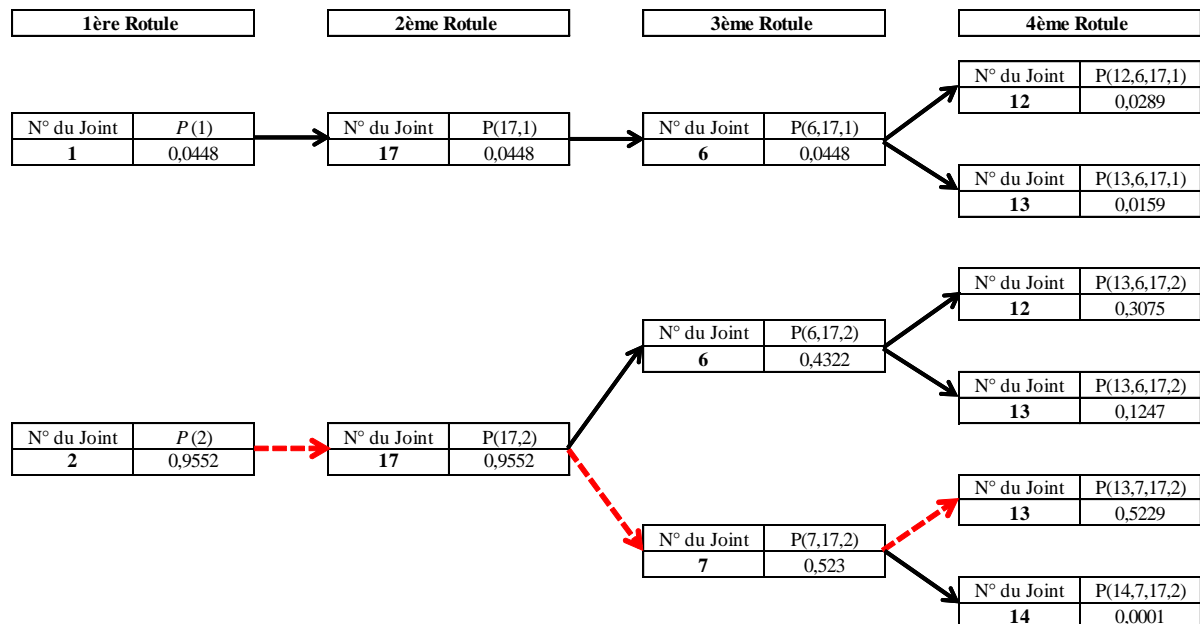 1ère Rotule 2ème Rotule 3ème Rotule 4ème Rotule
N° du Joint P(12,6,17,1)
12 0,0289
N° du Joint P(1) N° du Joint P(17,1) N° du Joint P(6,17,1)
1 0,0448 17 0,0448 6 0,0448
N° du Joint P(13,6,17,1)
13 0,0159
N° du Joint P(13,6,17,2)
12 0,3075
N° du Joint P(6,17,2)
6 0,4322
N° du Joint P(13,6,17,2)
13 0,1247
N° du Joint P(2) N° du Joint P(17,2)
2 0,9552 17 0,9552
N° du Joint P(13,7,17,2)
13 0,5229
N° du Joint P(7,17,2)
7 0,523
N° du Joint P(14,7,17,2)
14 0,0001